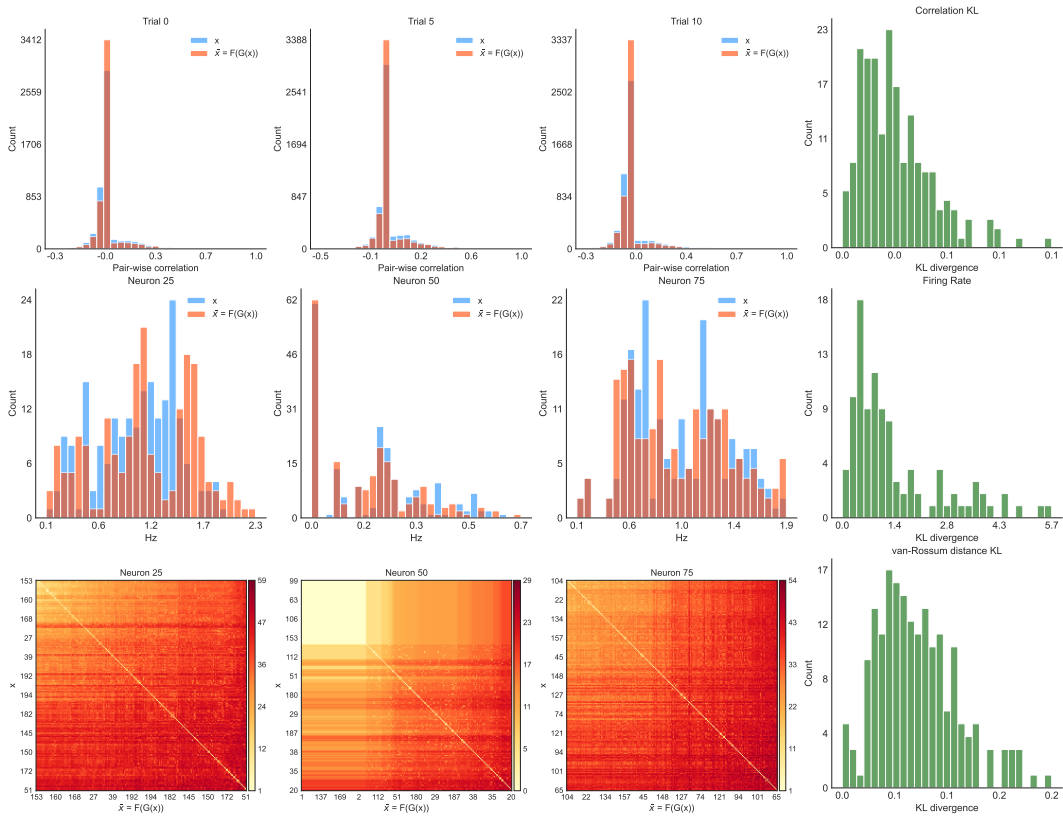 Trial 0
Trial 5
Trial 10
Correlation KL
x
x̄ = F(G(x))
x
x̄ = F(G(x))
x
x̄ = F(G(x))
Count
3412
2559
1706
853
0
-0.3
-0.0
0.3
0.7
1.0
Pair-wise correlation
Count
3388
2541
1694
847
0
-0.5
-0.1
0.3
0.6
1.0
Pair-wise correlation
Count
3337
2502
1668
834
0
-0.3
0.0
0.4
0.7
1.0
Pair-wise correlation
Count
23
17
11
5
0
0.0
0.0
0.1
0.1
KL divergence
Neuron 25
Neuron 50
Neuron 75
Firing Rate
x
x̄ = F(G(x))
x
x̄ = F(G(x))
Count
24
18
12
6
0
0.1
0.6
1.2
1.7
2.3
Hz
Count
62
46
31
15
0
0.0
0.2
0.3
0.5
0.7
Hz
Count
22
16
11
5
0
0.1
0.6
1.0
1.4
1.9
Hz
Count
18
13
9
4
0
0.0
1.4
2.8
4.3
5.7
KL divergence
Neuron 25
Neuron 50
Neuron 75
van-Rossum distance KL
x
153
160
168
27
39
192
194
182
145
150
172
51
153 160 168 27 39 192 194 182 145 150 172 51
x̄ = F(G(x))
59
47
36
24
12
1
x
99
63
106
153
112
51
180
29
187
38
35
20
1 137 169 2 112 51 180 29 187 38 35 20
x̄ = F(G(x))
29
23
17
11
5
0
x
104
22
134
157
45
148
127
74
121
94
101
65
104 22 134 157 45 148 127 74 121 94 101 65
x̄ = F(G(x))
54
43
33
22
11
1
Count
17
12
8
4
0
0.0
0.1
0.1
0.2
0.2
KL divergence